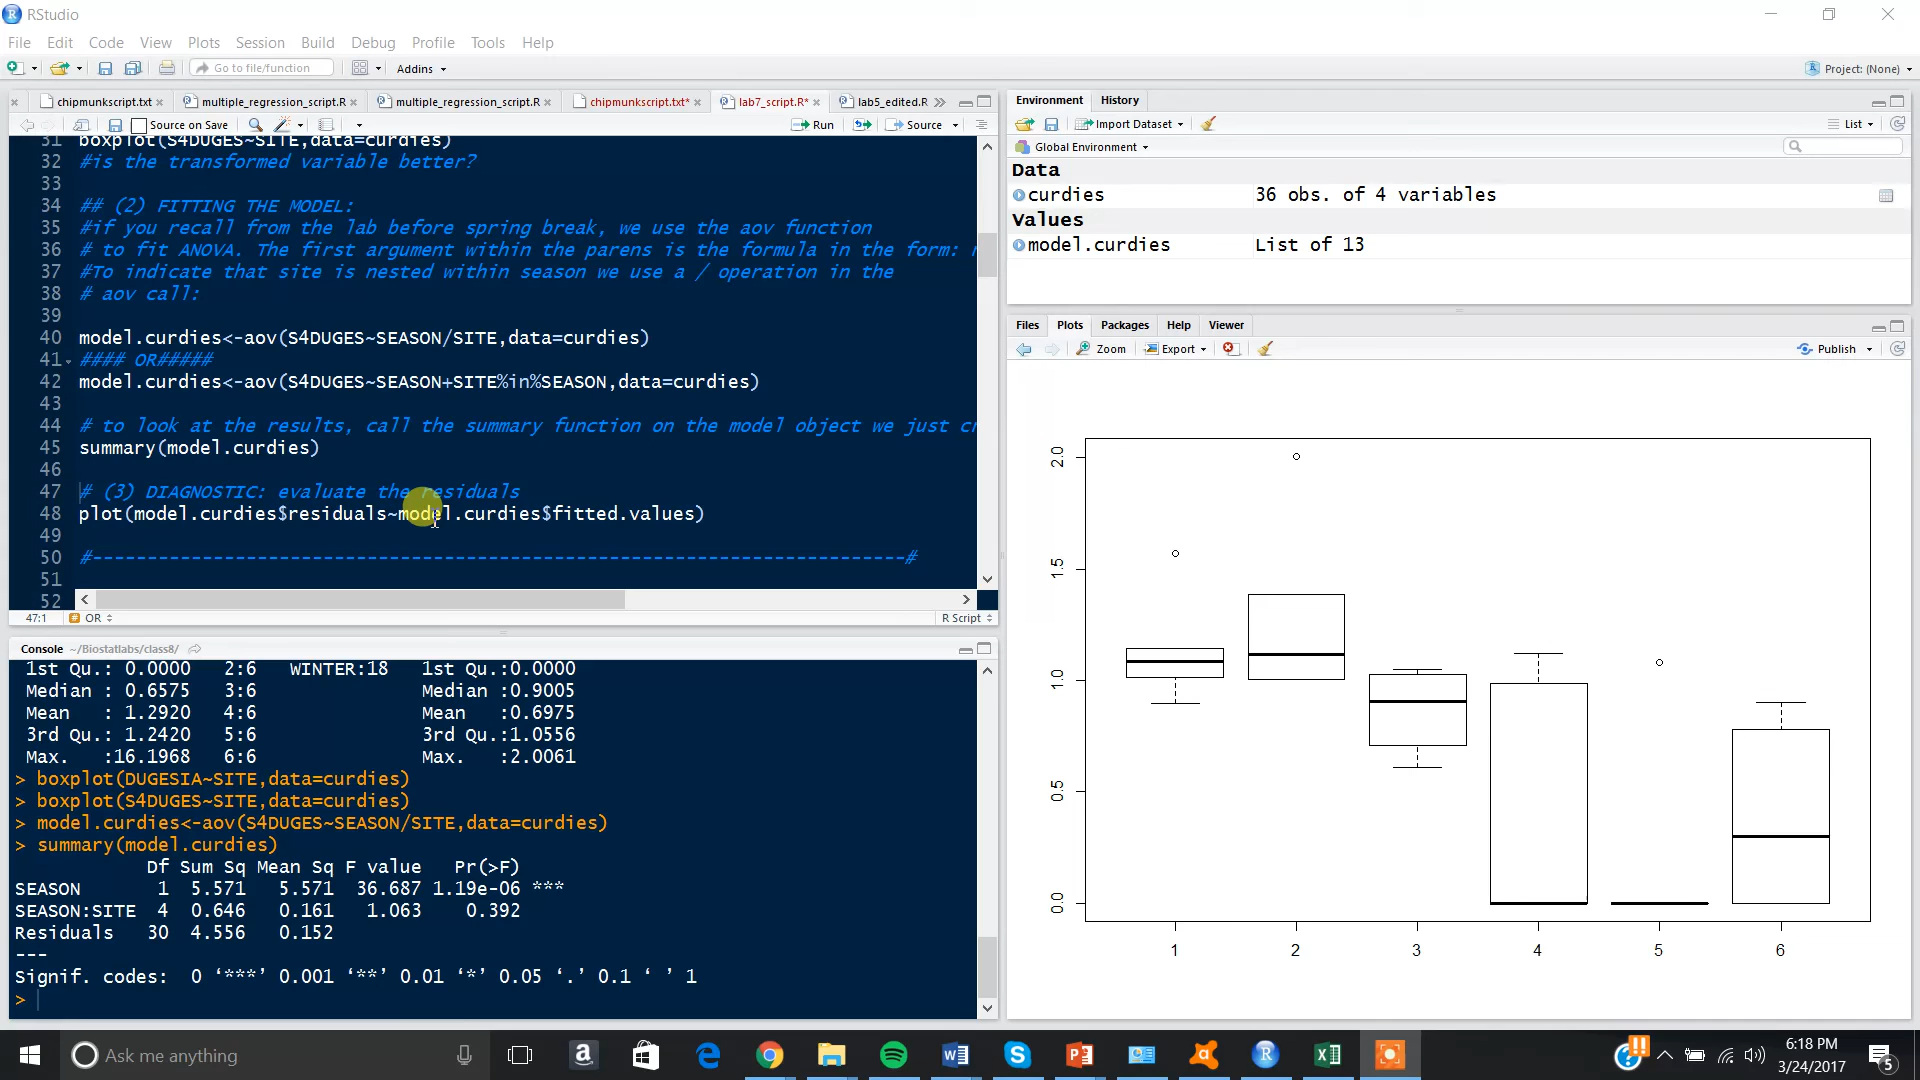 RStudio
File Edit Code View Plots Session Build Debug Profile Tools Help
Go to file/function Addins Project: (None)
chipmunkscript.txt multiple_regression_script.R multiple_regression_script.R chipmunkscript.txt* lab7_script.R* lab5_edited.R
Source on Save Run Source
31 boxplot(S4DUGES~SITE,data=curdies)
32 #is the transformed variable better?
33
34 ## (2) FITTING THE MODEL:
35 #if you recall from the lab before spring break, we use the aov function
36 # to fit ANOVA. The first argument within the parens is the formula in the form:
37 #To indicate that site is nested within season we use a / operation in the
38 # aov call:
39
40 model.curdies<-aov(S4DUGES~SEASON/SITE,data=curdies)
41 #### OR#####
42 model.curdies<-aov(S4DUGES~SEASON+SITE%in%SEASON,data=curdies)
43
44 # to look at the results, call the summary function on the model object we just cr
45 summary(model.curdies)
46
47 # (3) DIAGNOSTIC: evaluate the residuals
48 plot(model.curdies$residuals~model.curdies$fitted.values)
49
50 #--------------------------------------------------------------------------#
51
52
47:1 # OR R Script
Console ~/Biostatlabs/class8/
1st Qu.: 0.0000 2:6 WINTER:18 1st Qu.:0.0000
Median : 0.6575 3:6 Median :0.9005
Mean : 1.2920 4:6 Mean :0.6975
3rd Qu.: 1.2420 5:6 3rd Qu.:1.0556
Max. :16.1968 6:6 Max. :2.0061
> boxplot(DUGESIA~SITE,data=curdies)
> boxplot(S4DUGES~SITE,data=curdies)
> model.curdies<-aov(S4DUGES~SEASON/SITE,data=curdies)
> summary(model.curdies)
Df Sum Sq Mean Sq F value Pr(>F)
SEASON 1 5.571 5.571 36.687 1.19e-06 ***
SEASON:SITE 4 0.646 0.161 1.063 0.392
Residuals 30 4.556 0.152
---
Signif. codes: 0 ‘***’ 0.001 ‘**’ 0.01 ‘*’ 0.05 ‘.’ 0.1 ‘ ’ 1
>
Environment History
Import Dataset List
Global Environment
Data
curdies 36 obs. of 4 variables
Values
model.curdies List of 13
Files Plots Packages Help Viewer
Zoom Export Publish
2.0
1.5
1.0
0.5
0.0
1 2 3 4 5 6
Ask me anything
6:18 PM
3/24/2017
5